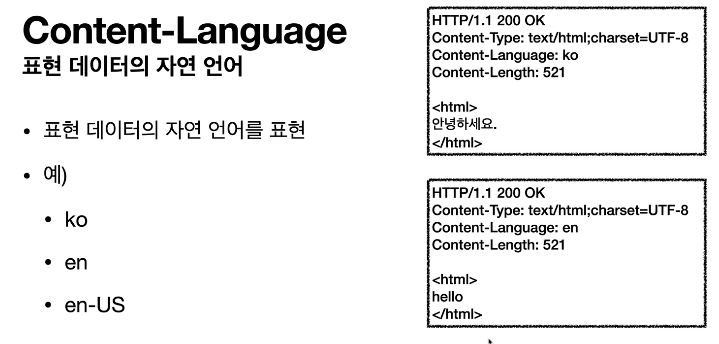 Content-Language
표현 데이터의 자연 언어
• 표현 데이터의 자연 언어를 표현
• 예)
• ko
• en
• en-US
HTTP/1.1 200 OK
Content-Type: text/html;charset=UTF-8
Content-Language: ko
Content-Length: 521
<html>
안녕하세요.
</html>
HTTP/1.1 200 OK
Content-Type: text/html;charset=UTF-8
Content-Language: en
Content-Length: 521
<html>
hello
</html>